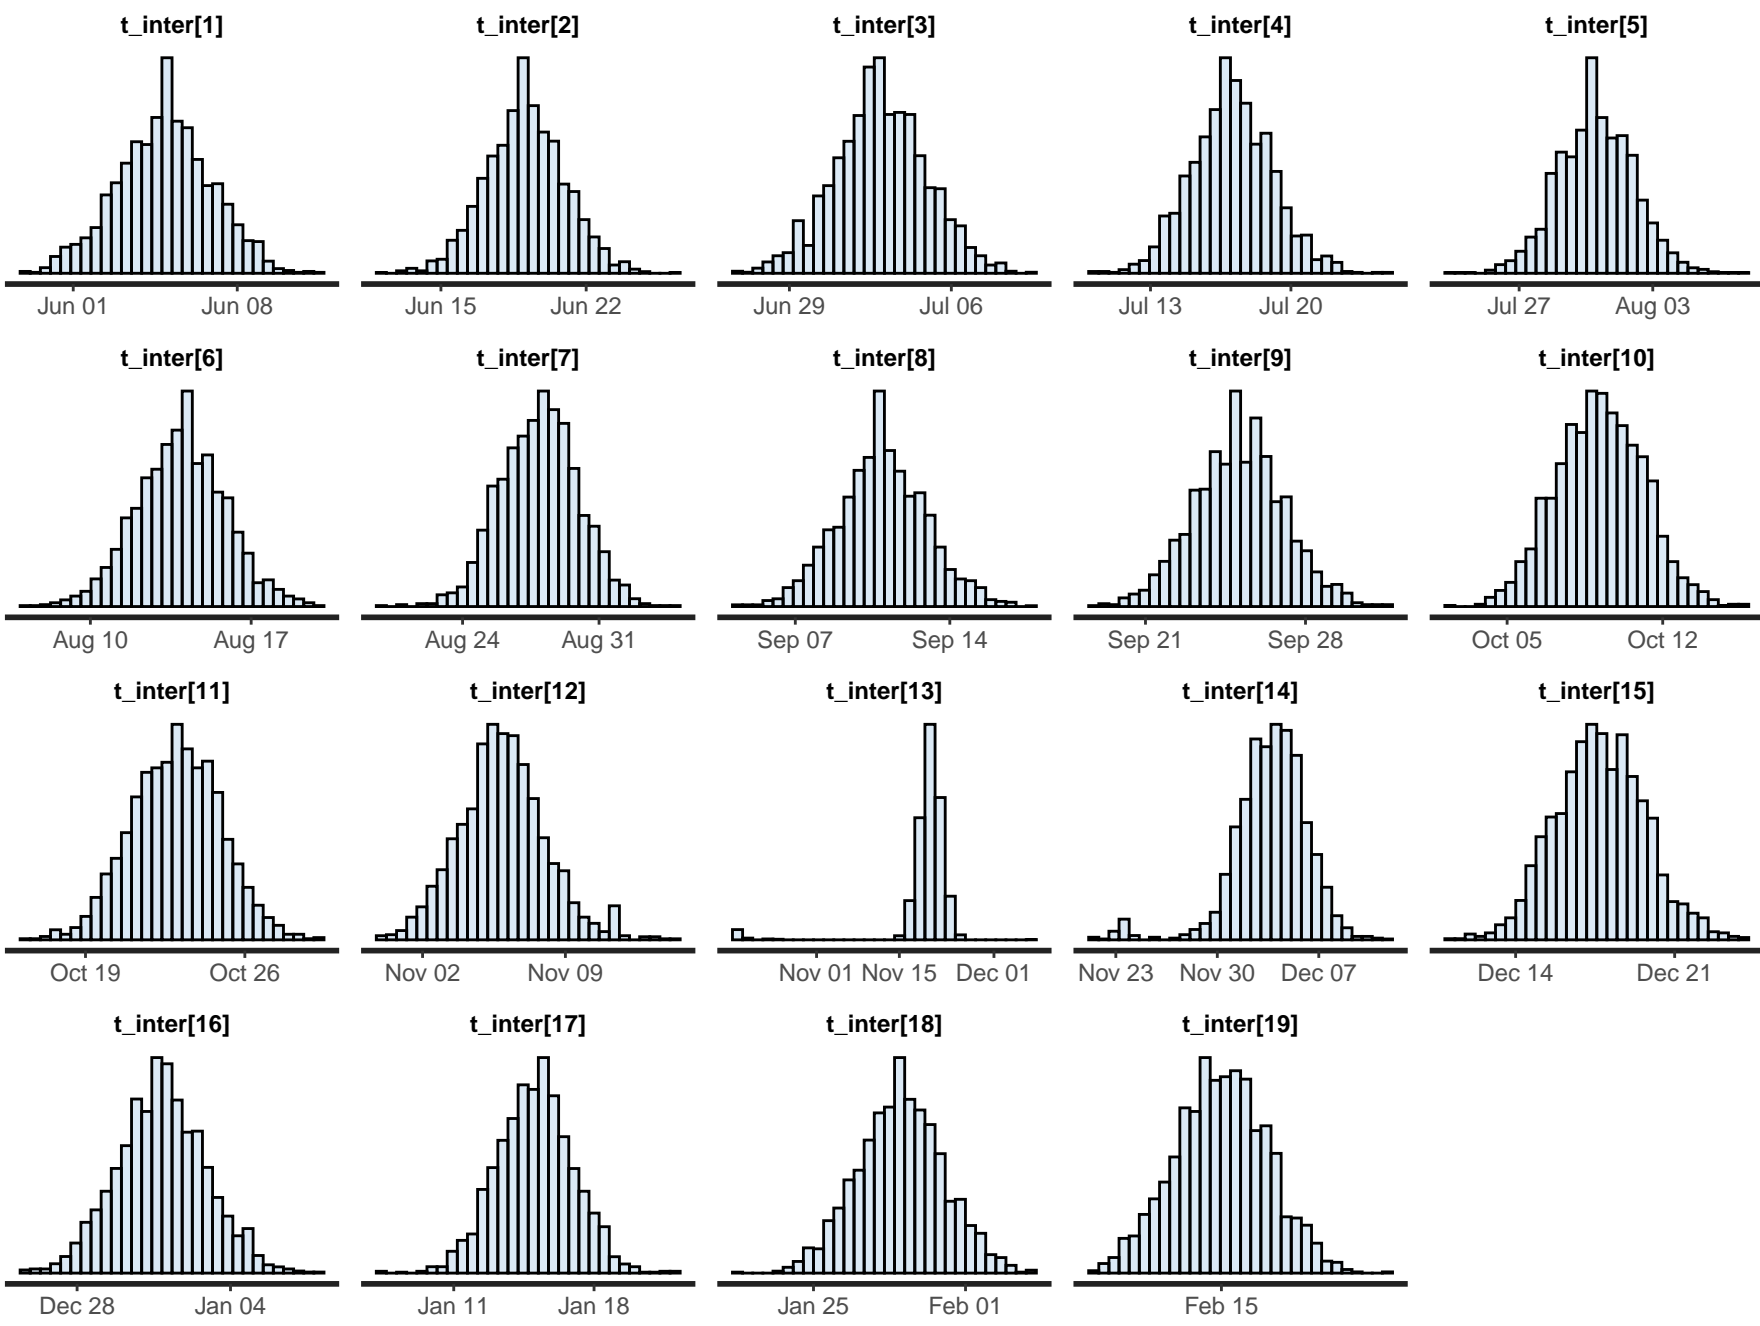 t_inter[1] t_inter[2] t_inter[3] t_inter[4] t_inter[5]
Jun 01 Jun 08 Jun 15 Jun 22 Jun 29 Jul 06 Jul 13 Jul 20 Jul 27 Aug 03
t_inter[6] t_inter[7] t_inter[8] t_inter[9] t_inter[10]
Aug 10 Aug 17 Aug 24 Aug 31 Sep 07 Sep 14 Sep 21 Sep 28 Oct 05 Oct 12
t_inter[11] t_inter[12] t_inter[13] t_inter[14] t_inter[15]
Oct 19 Oct 26 Nov 02 Nov 09 Nov 01 Nov 15 Dec 01 Nov 23 Nov 30 Dec 07 Dec 14 Dec 21
t_inter[16] t_inter[17] t_inter[18] t_inter[19]
Dec 28 Jan 04 Jan 11 Jan 18 Jan 25 Feb 01 Feb 15